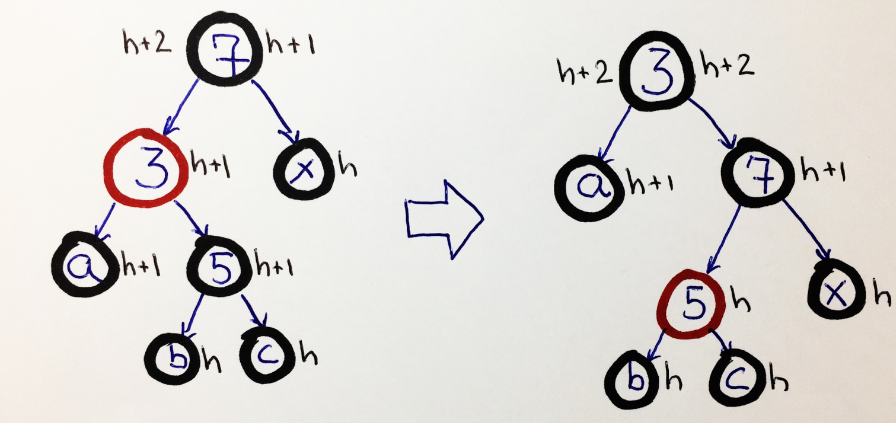 h+2 7 h+1
h+2 3 h+2
3 h+1
x h
a h+1
7 h+1
a h+1
5 h+1
5 h
x h
b h
c h
b h
c h